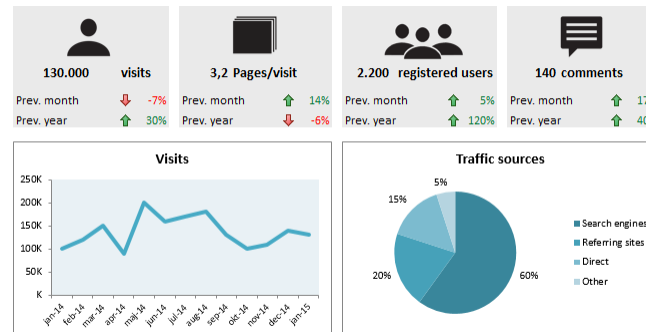 130.000 visits
Prev. month -7%
Prev. year 30%
3,2 Pages/visit
Prev. month 14%
Prev. year -6%
2.200 registered users
Prev. month 5%
Prev. year 120%
140 comments
Prev. month 17
Prev. year 40
Visits
250K
200K
150K
100K
50K
K
jan-14
feb-14
mar-14
apr-14
maj-14
jun-14
jul-14
aug-14
sep-14
okt-14
nov-14
dec-14
jan-15
Traffic sources
5%
15%
20%
60%
Search engines
Referring sites
Direct
Other